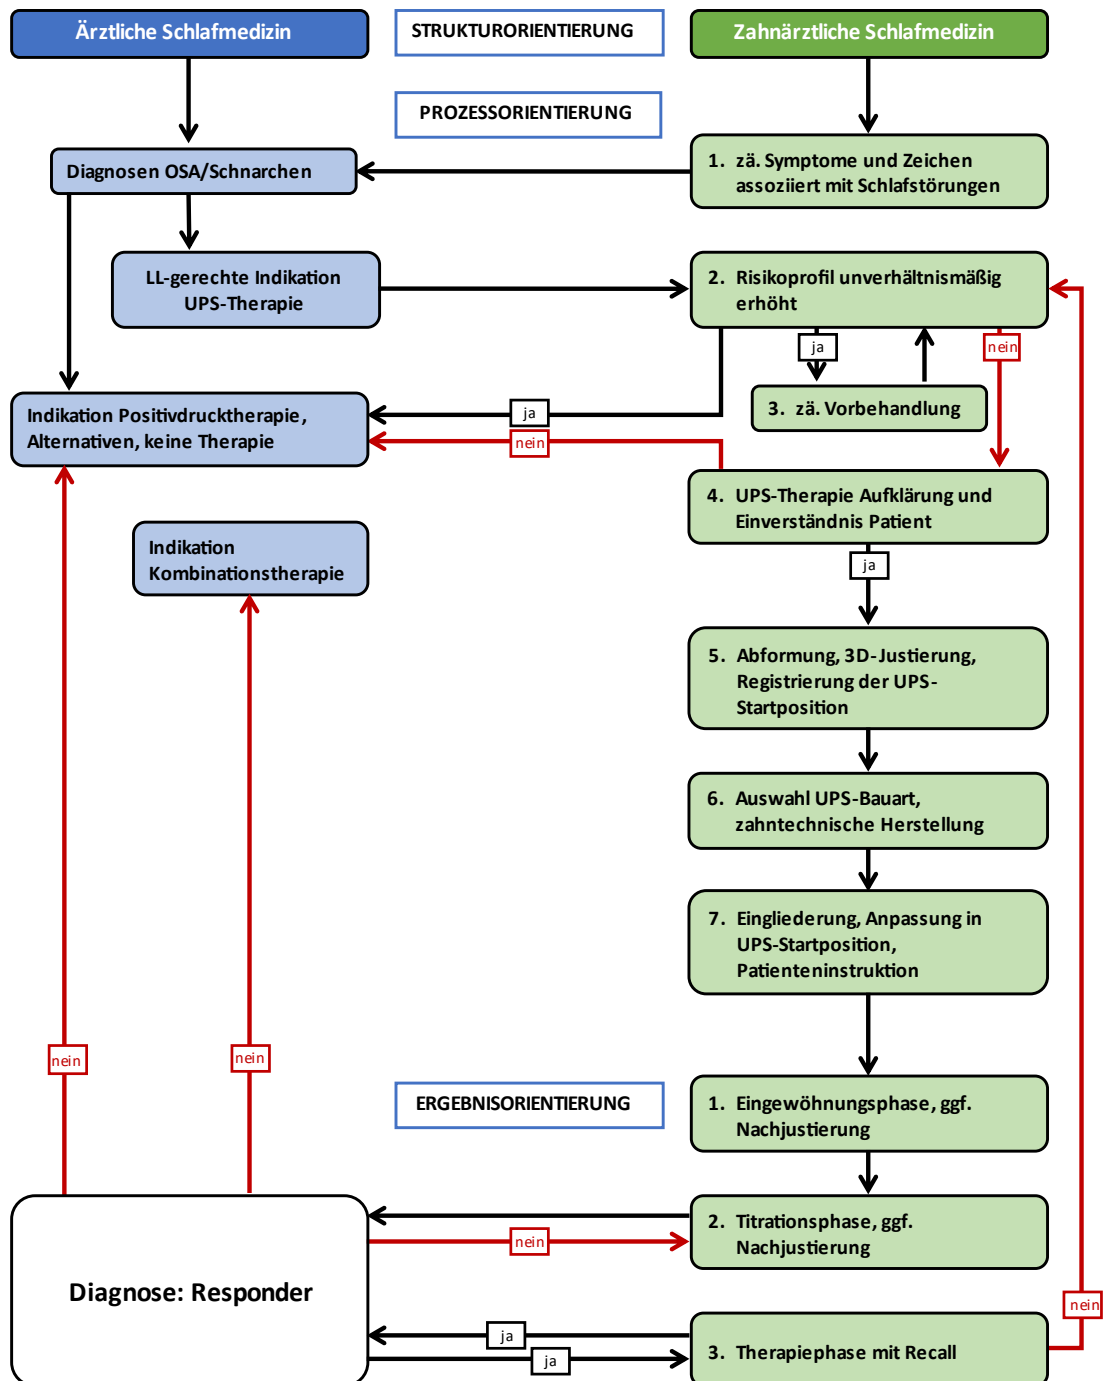 Ärztliche Schlafmedizin
STRUKTURORIENTIERUNG
Zahnärztliche Schlafmedizin
PROZESSORIENTIERUNG
Diagnosen OSA/Schnarchen
1. zä. Symptome und Zeichen
assoziiert mit Schlafstörungen
LL-gerechte Indikation
UPS-Therapie
2. Risikoprofil unverhältnismäßig
erhöht
ja
nein
Indikation Positivdrucktherapie,
Alternativen, keine Therapie
ja
nein
3. zä. Vorbehandlung
4. UPS-Therapie Aufklärung und
Einverständnis Patient
Indikation
Kombinationstherapie
ja
5. Abformung, 3D-Justierung,
Registrierung der UPS-
Startposition
6. Auswahl UPS-Bauart,
zahntechnische Herstellung
7. Eingliederung, Anpassung in
UPS-Startposition,
Patienteninstruktion
nein
nein
ERGEBNISORIENTIERUNG
1. Eingewöhnungsphase, ggf.
Nachjustierung
2. Titrationsphase, ggf.
Nachjustierung
nein
Diagnose: Responder
nein
ja
ja
3. Therapiephase mit Recall